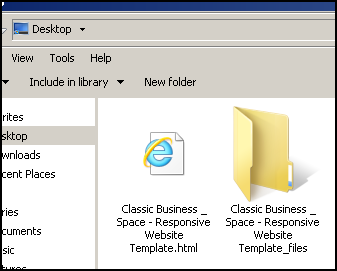 Desktop
View Tools Help
Include in library New folder
rites
sktop
wnloads
cent Places
ries
cuments
sic
Classic Business _
Space - Responsive
Website
Template.html
Classic Business _
Space - Responsive
Website
Template_files